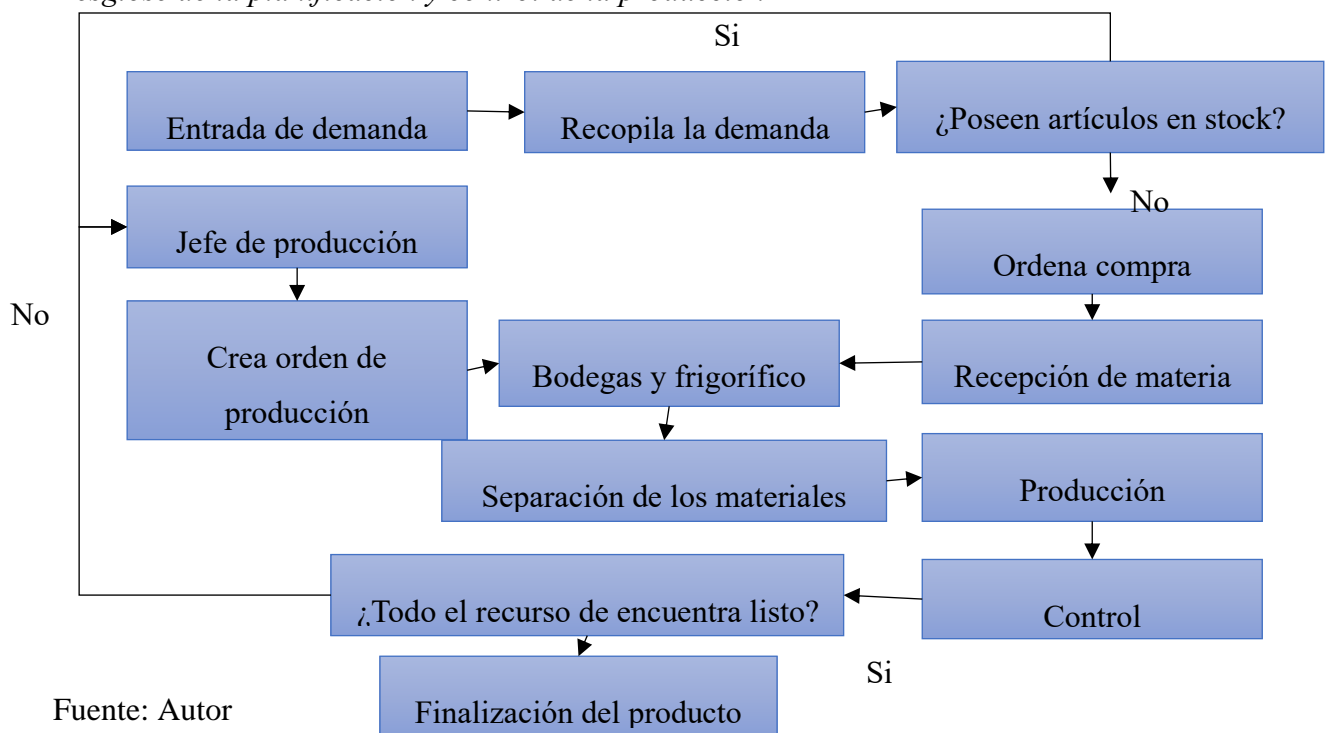 Si
Entrada de demanda
Recopila la demanda
¿Poseen artículos en stock?
No
Jefe de producción
Ordena compra
No
Crea orden de
producción
Bodegas y frigorífico
Recepción de materia
Separación de los materiales
Producción
¿Todo el recurso de encuentra listo?
Control
Si
Finalización del producto
Fuente: Autor